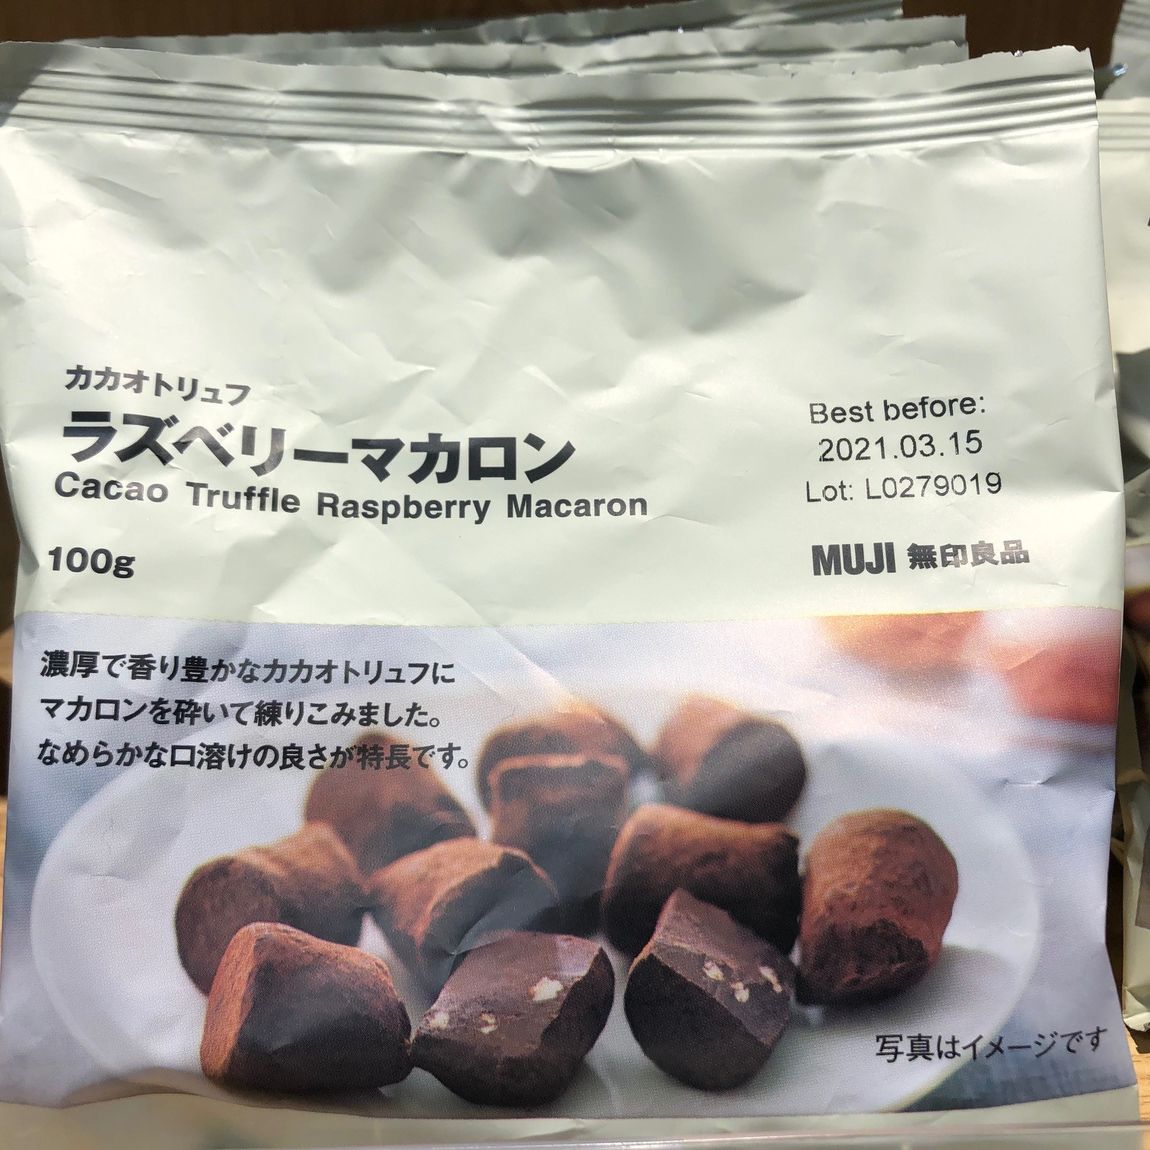 カカオトリュフ
ラズベリーマカロン
Cacao Truffle Raspberry Macaron
100g
Best before:
2021.03.15
Lot: L0279019
MUJI 無印良品
濃厚で香り豊かなカカオトリュフに
マカロンを砕いて練りこみました。
なめらかな口溶けの良さが特長です。
写真はイメージです